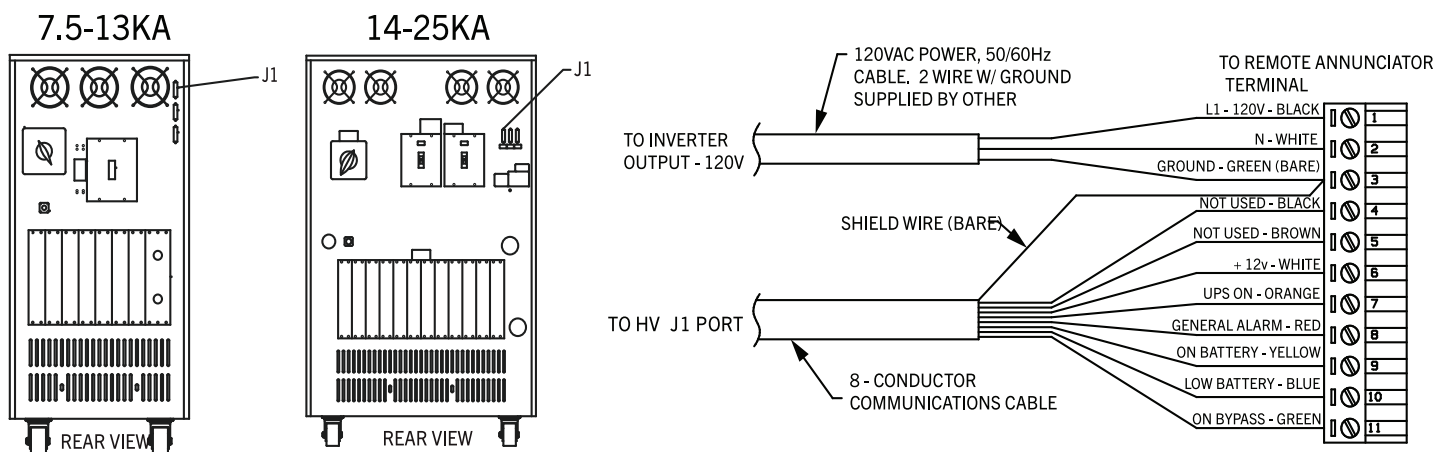 7.5-13KA
J1
REAR VIEW
14-25KA
J1
REAR VIEW
120VAC POWER, 50/60Hz
CABLE, 2 WIRE W/ GROUND
SUPPLIED BY OTHER
TO INVERTER
OUTPUT - 120V
SHIELD WIRE (BARE)
TO HV J1 PORT
8 - CONDUCTOR
COMMUNICATIONS CABLE
TO REMOTE ANNUNCIATOR
TERMINAL
L1 - 120V - BLACK 1
N - WHITE 2
GROUND - GREEN (BARE) 3
NOT USED - BLACK 4
NOT USED - BROWN 5
+ 12v - WHITE 6
UPS ON - ORANGE 7
GENERAL ALARM - RED 8
ON BATTERY - YELLOW 9
LOW BATTERY - BLUE 10
ON BYPASS - GREEN 11